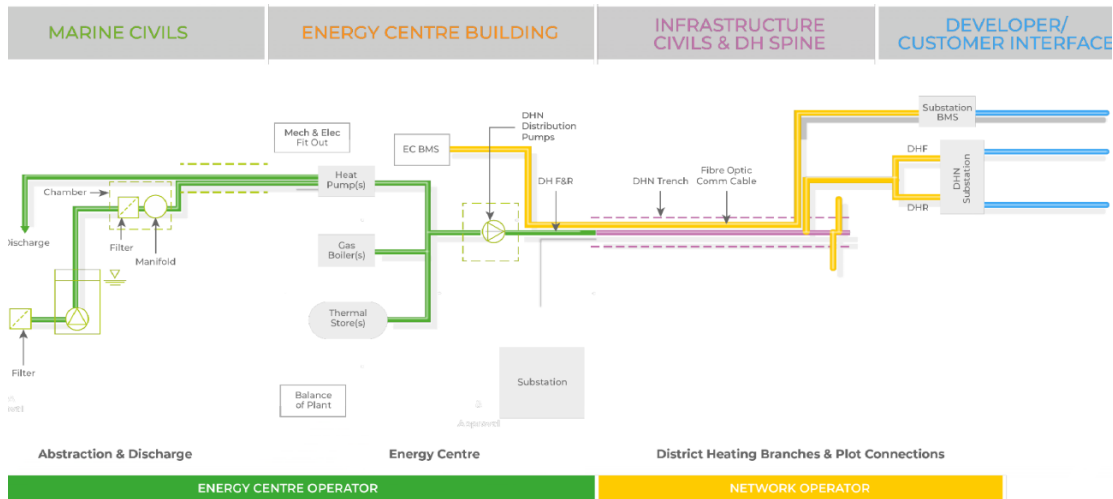 MARINE CIVILS
ENERGY CENTRE BUILDING
INFRASTRUCTURE
CIVILS & DH SPINE
DEVELOPER/
CUSTOMER INTERFACE
Mech & Elec
Fit Out
EC BMS
DHN
Distribution
Pumps
Substation
BMS
Chamber
Heat
Pump(s)
DH F&R
DHN Trench
Fibre Optic
Comm Cable
DHF
DHN
Substation
DHR
Discharge
Filter
Manifold
Gas
Boiler(s)
Thermal
Store(s)
Filter
Balance
of Plant
Substation
Abstraction & Discharge
Energy Centre
District Heating Branches & Plot Connections
ENERGY CENTRE OPERATOR
NETWORK OPERATOR